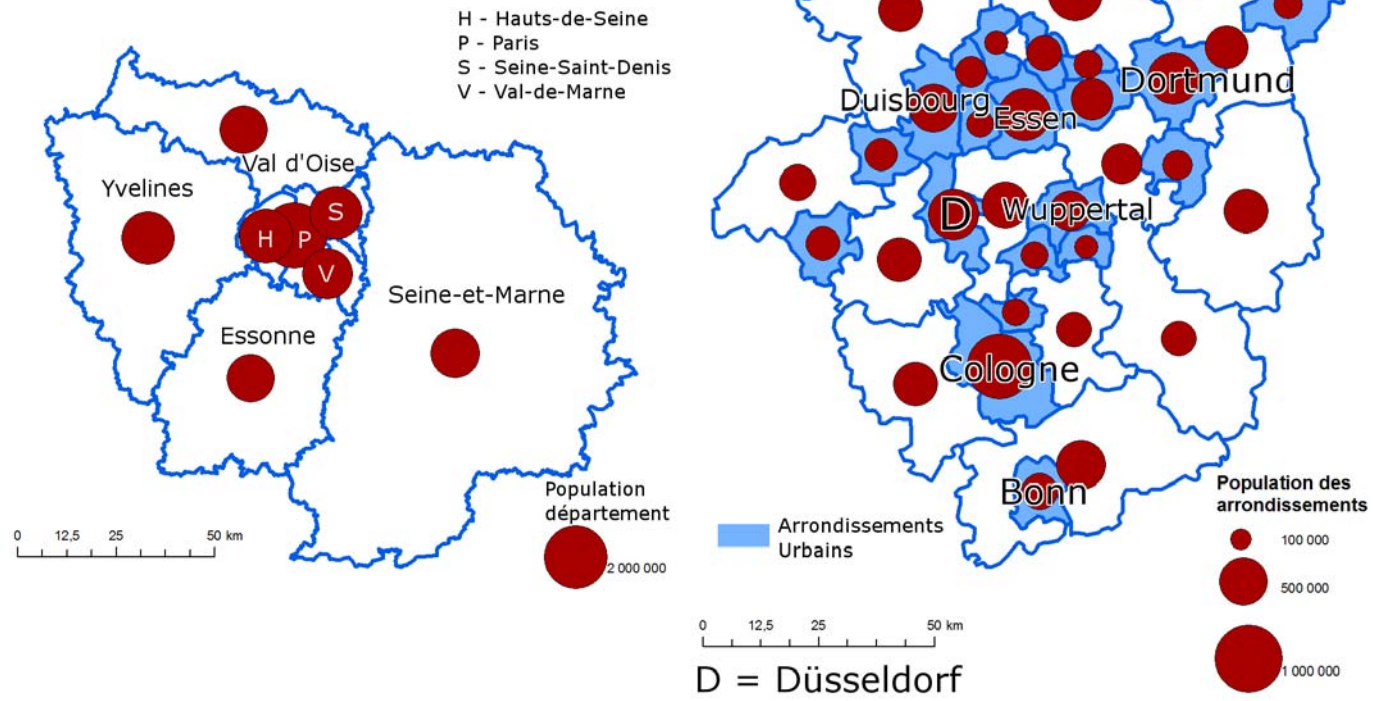 H - Hauts-de-Seine
P - Paris
S - Seine-Saint-Denis
V - Val-de-Marne
Val d'Oise
Yvelines
S
H
P
V
Seine-et-Marne
Essonne
Population
département
2 000 000
0 12,5 25 50 km
Dortmund
Duisbourg
Essen
D
Wuppertal
Cologne
Bonn
Arrondissements
Urbains
Population des
arrondissements
100 000
500 000
1 000 000
0 12,5 25 50 km
D = Düsseldorf